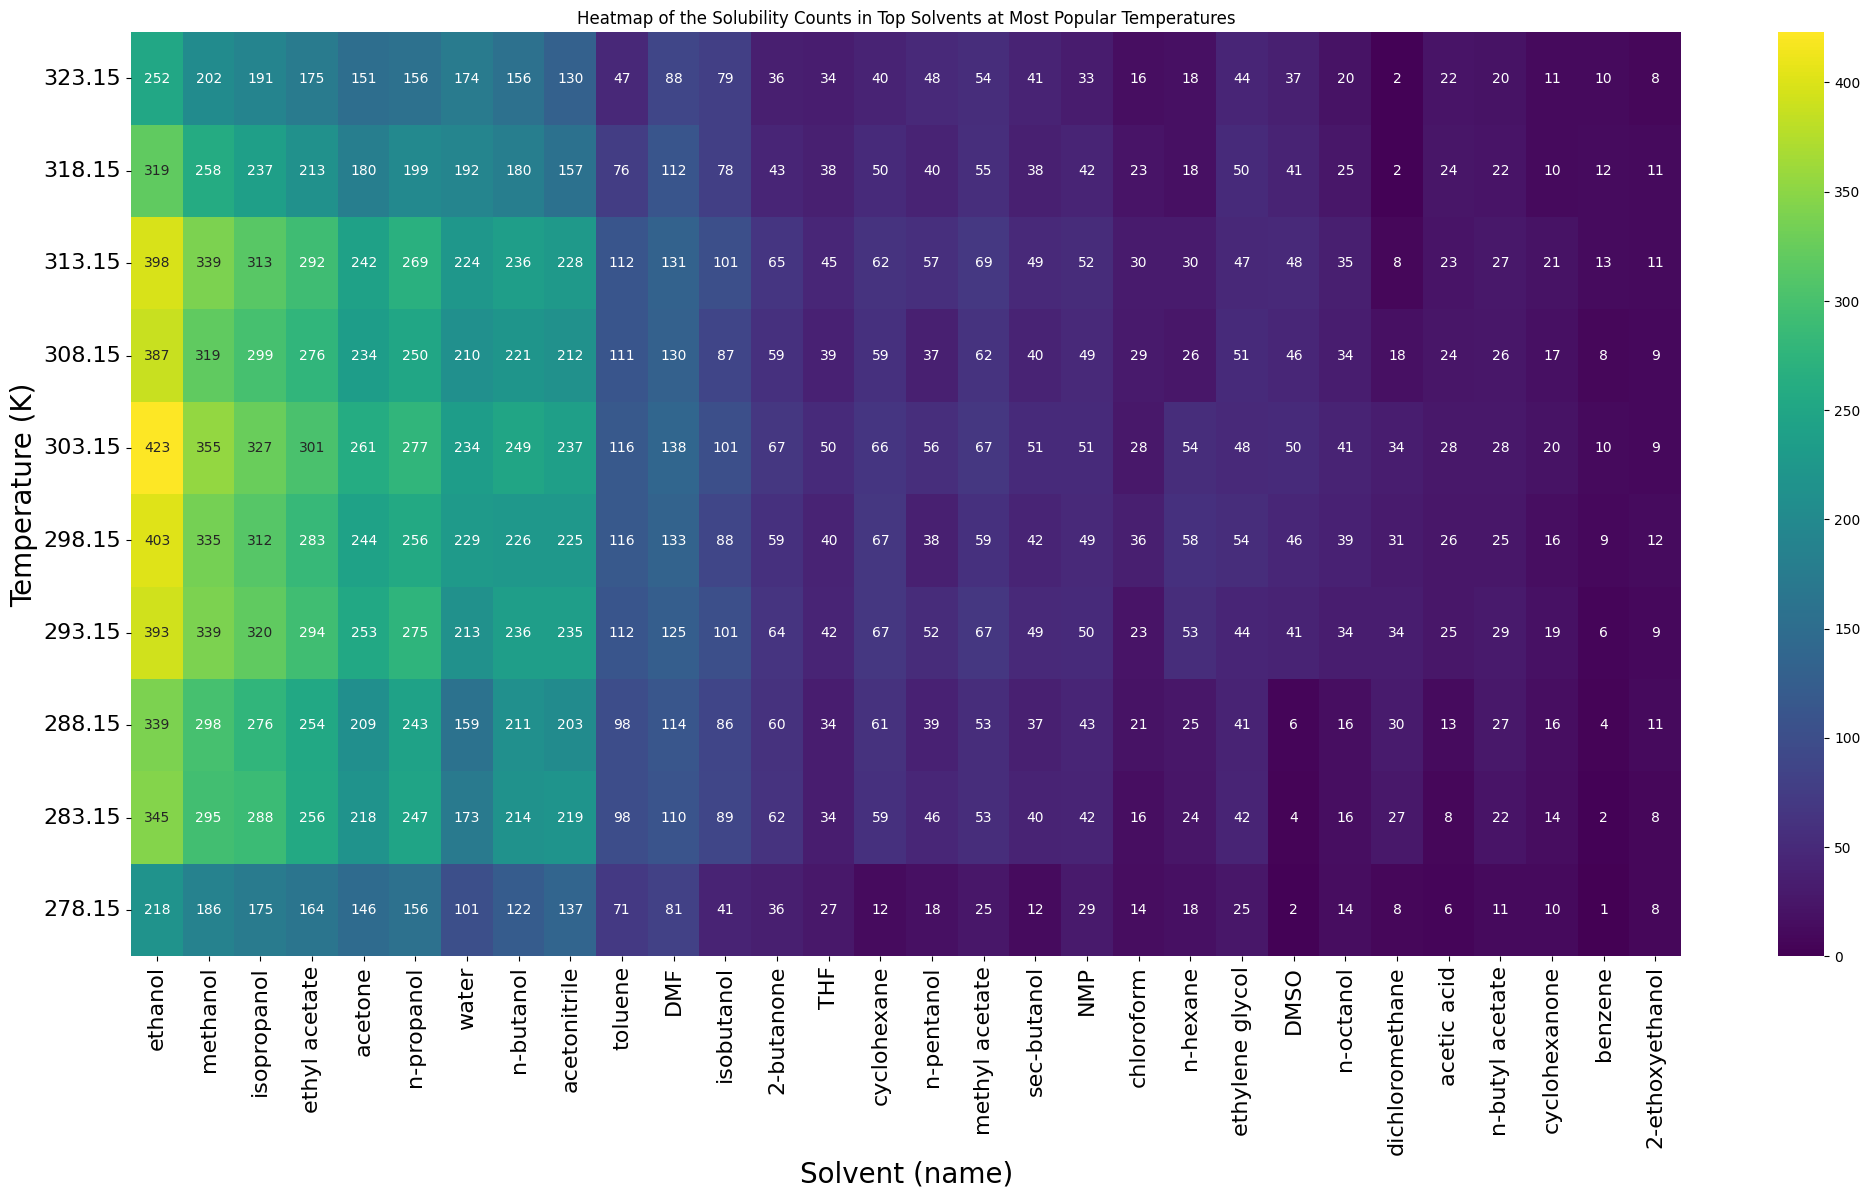 Heatmap of the Solubility Counts in Top Solvents at Most Popular Temperatures
Temperature (K)
323.15 252 202 191 175 151 156 174 156 130 47 88 79 36 34 40 48 54 41 33 16 18 44 37 20 2 22 20 11 10 8
318.15 319 258 237 213 180 199 192 180 157 76 112 78 43 38 50 40 55 38 42 23 18 50 41 25 2 24 22 10 12 11
313.15 398 339 313 292 242 269 224 236 228 112 131 101 65 45 62 57 69 49 52 30 30 47 48 35 8 23 27 21 13 11
308.15 387 319 299 276 234 250 210 221 212 111 130 87 59 39 59 37 62 40 49 29 26 51 46 34 18 24 26 17 8 9
303.15 423 355 327 301 261 277 234 249 237 116 138 101 67 50 66 56 67 51 51 28 54 48 50 41 34 28 28 20 10 9
298.15 403 335 312 283 244 256 229 226 225 116 133 88 59 40 67 38 59 42 49 36 58 54 46 39 31 26 25 16 9 12
293.15 393 339 320 294 253 275 213 236 235 112 125 101 64 42 67 52 67 49 50 23 53 44 41 34 34 25 29 19 6 9
288.15 339 298 276 254 209 243 159 211 203 98 114 86 60 34 61 39 53 37 43 21 25 41 6 16 30 13 27 16 4 11
283.15 345 295 288 256 218 247 173 214 219 98 110 89 62 34 59 46 53 40 42 16 24 42 4 16 27 8 22 14 2 8
278.15 218 186 175 164 146 156 101 122 137 71 81 41 36 27 12 18 25 12 29 14 18 25 2 14 8 6 11 10 1 8
ethanol
methanol
isopropanol
ethyl acetate
acetone
n-propanol
water
n-butanol
acetonitrile
toluene
DMF
isobutanol
2-butanone
THF
cyclohexane
n-pentanol
methyl acetate
sec-butanol
NMP
chloroform
n-hexane
ethylene glycol
DMSO
n-octanol
dichloromethane
acetic acid
n-butyl acetate
cyclohexanone
benzene
2-ethoxyethanol
Solvent (name)
400
350
300
250
200
150
100
50
0